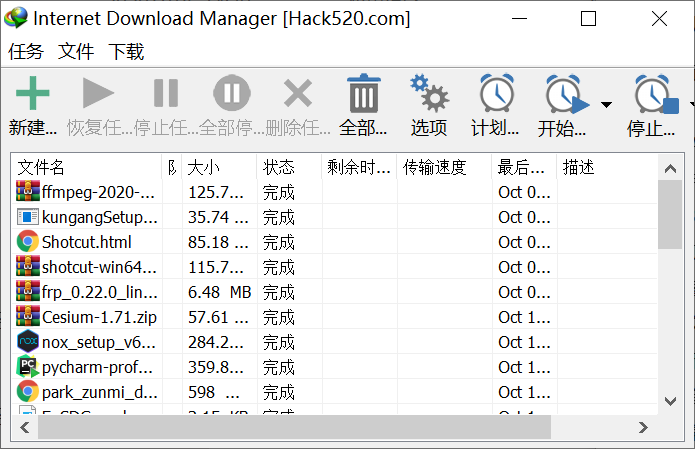 Internet Download Manager [Hack520.com]
任务 文件 下载
新建... 恢复任... 停止任... 全部停... 删除任... 全部... 选项 计划... 开始... 停止...
文件名 大小 状态 剩余时... 传输速度 最后... 描述
ffmpeg-2020-... 125.7... 完成 Oct 0...
kungangSetup... 35.74 ... 完成 Oct 0...
Shotcut.html 85.18 ... 完成 Oct 0...
shotcut-win64... 115.7... 完成 Oct 0...
frp_0.22.0_lin... 6.48 MB 完成 Oct 0...
Cesium-1.71.zip 57.61 ... 完成 Oct 1...
nox_setup_v6... 284.2... 完成 Oct 1...
pycharm-prof... 359.8... 完成 Oct 1...
park_zunmi_d... 598 ... 完成 Oct 1...